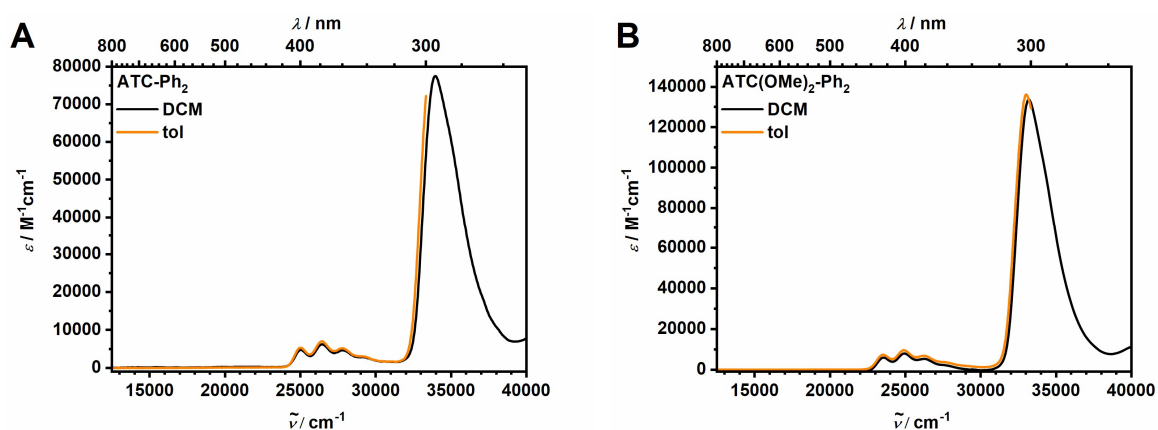 A
λ / nm
800 600 500 400 300
80000
70000
60000
50000
40000
30000
20000
10000
0
ε / M⁻¹cm⁻¹
ATC-Ph₂
DCM
tol
15000 20000 25000 30000 35000 40000
ν̃ / cm⁻¹
B
λ / nm
800 600 500 400 300
140000
120000
100000
80000
60000
40000
20000
0
ε / M⁻¹cm⁻¹
ATC(OMe)₂-Ph₂
DCM
tol
15000 20000 25000 30000 35000 40000
ν̃ / cm⁻¹